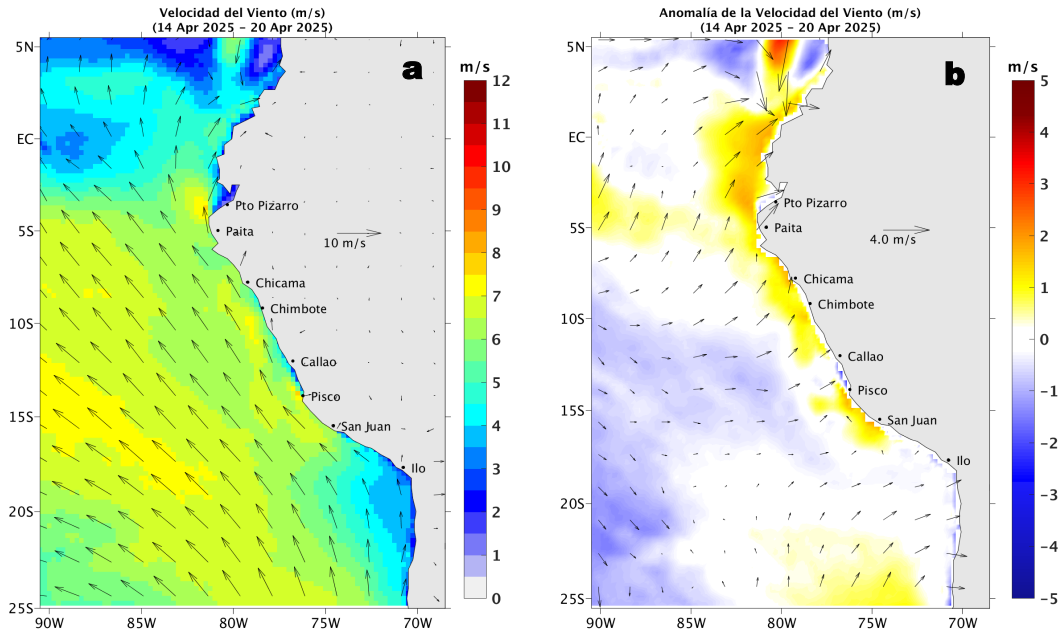 Velocidad del Viento (m/s)
(14 Apr 2025 – 20 Apr 2025)
a
5N
EC
5S
10S
15S
20S
25S
90W
85W
80W
75W
70W
Pto Pizarro
Paita
10 m/s
Chicama
Chimbote
Callao
Pisco
San Juan
Ilo
m/s
12
11
10
9
8
7
6
5
4
3
2
1
0
Anomalía de la Velocidad del Viento (m/s)
(14 Apr 2025 – 20 Apr 2025)
b
5N
EC
5S
10S
15S
20S
25S
90W
85W
80W
75W
70W
Pto Pizarro
Paita
4.0 m/s
Chicama
Chimbote
Callao
Pisco
San Juan
Ilo
m/s
5
4
3
2
1
0
−1
−2
−3
−4
−5